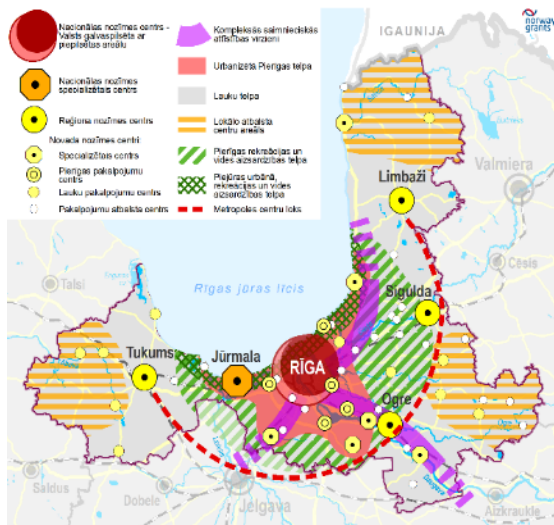 Nacionālas nozīmes centrs -
Valsts galvaspilsēta ar
piepilsētas areālu
Nacionālas nozīmes
specializētais centrs
Reģiona nozīmes centrs
Novada nozīmes centri:
Specializētais centrs
Pierīgas pakalpojumu
centrs
Lauku pakalpojumu centrs
Pakalpojumu atbalsta centrs
Kompleksās saimnieciskās
attīstības virzieni
Urbanizētā Pierīgas telpa
Lauku telpa
Lokālo atbalsta
centru areāls
Pierīgas rekreācijas un
vides aizsardzības telpa
Piejūras urbānā,
rekreācijas un vides
aizsardzības telpa
Metropoles centru loks
norway
grants
IGAUNIJA
Valmiera
Limbaži
Cēsis
Sigulda
Talsi
Rīgas jūras līcis
Tukums
Jūrmala
RĪGA
Ogre
Saldus
Dobele
Jelgava
Aizkraukle
Daugava